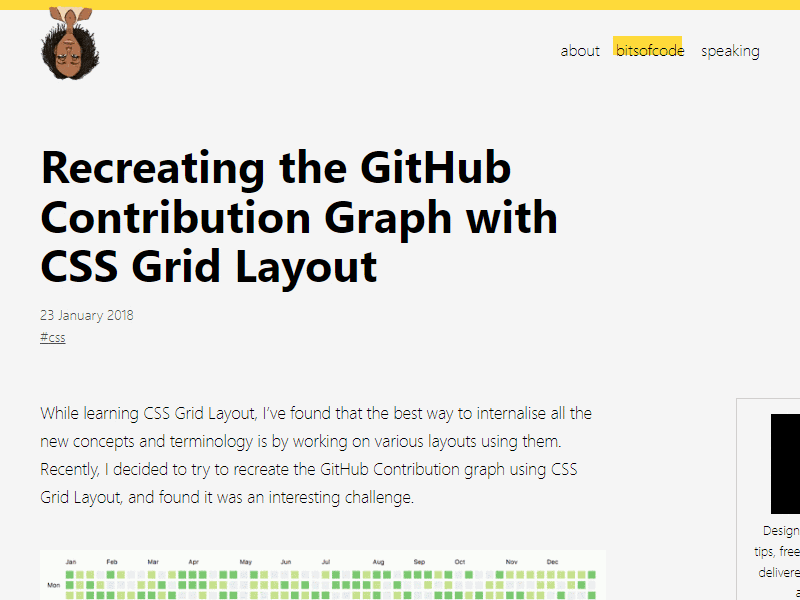 about bitsofcode speaking
Recreating the GitHub
Contribution Graph with
CSS Grid Layout
23 January 2018
#css
While learning CSS Grid Layout, I've found that the best way to internalise all the
new concepts and terminology is by working on various layouts using them.
Recently, I decided to try to recreate the GitHub Contribution graph using CSS
Grid Layout, and found it was an interesting challenge.
Jan Feb Mar Apr May Jun Jul Aug Sep Oct Nov Dec
Mon
Design
tips, free
delivere
a